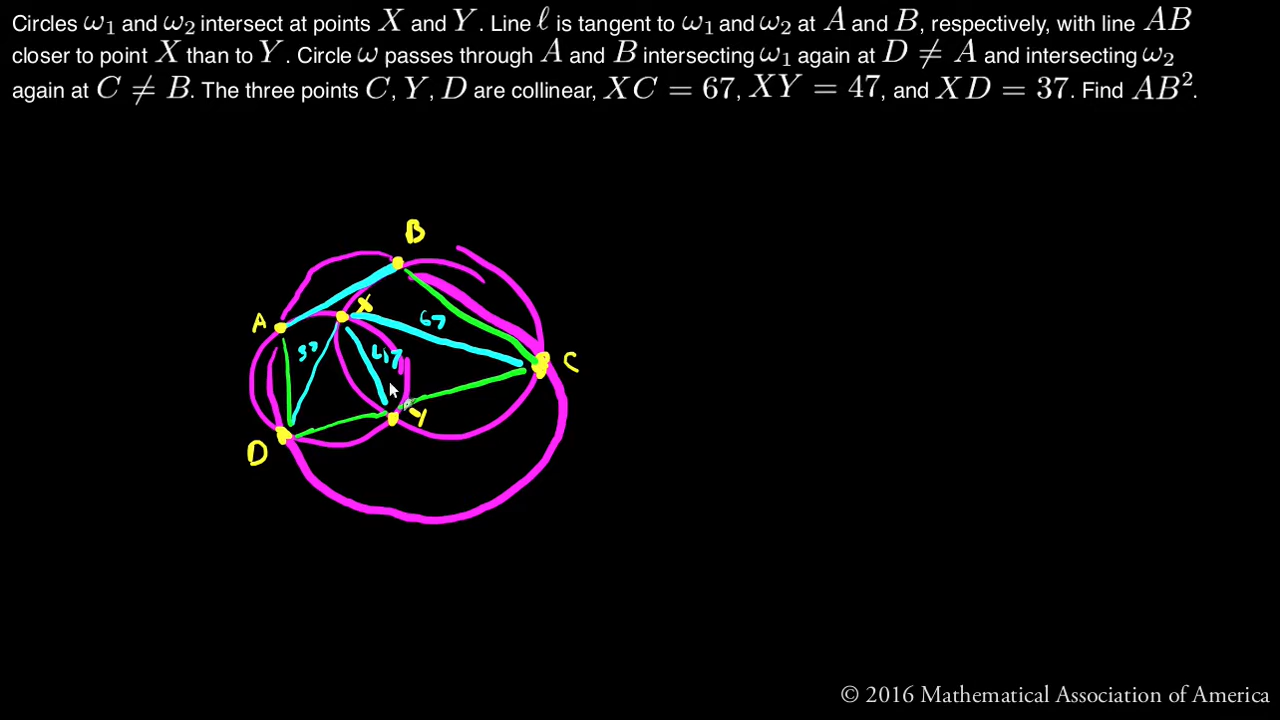 Circles ω₁ and ω₂ intersect at points X and Y. Line ℓ is tangent to ω₁ and ω₂ at A and B, respectively, with line AB
closer to point X than to Y. Circle ω passes through A and B intersecting ω₁ again at D ≠ A and intersecting ω₂
again at C ≠ B. The three points C, Y, D are collinear, XC = 67, XY = 47, and XD = 37. Find AB².
B
A X 67
37 47 C
Y
D
© 2016 Mathematical Association of America